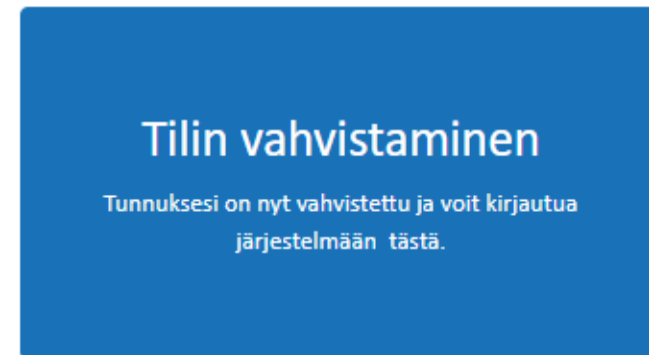 Tilin vahvistaminen
Tunnuksesi on nyt vahvistettu ja voit kirjautua
järjestelmään  tästä.